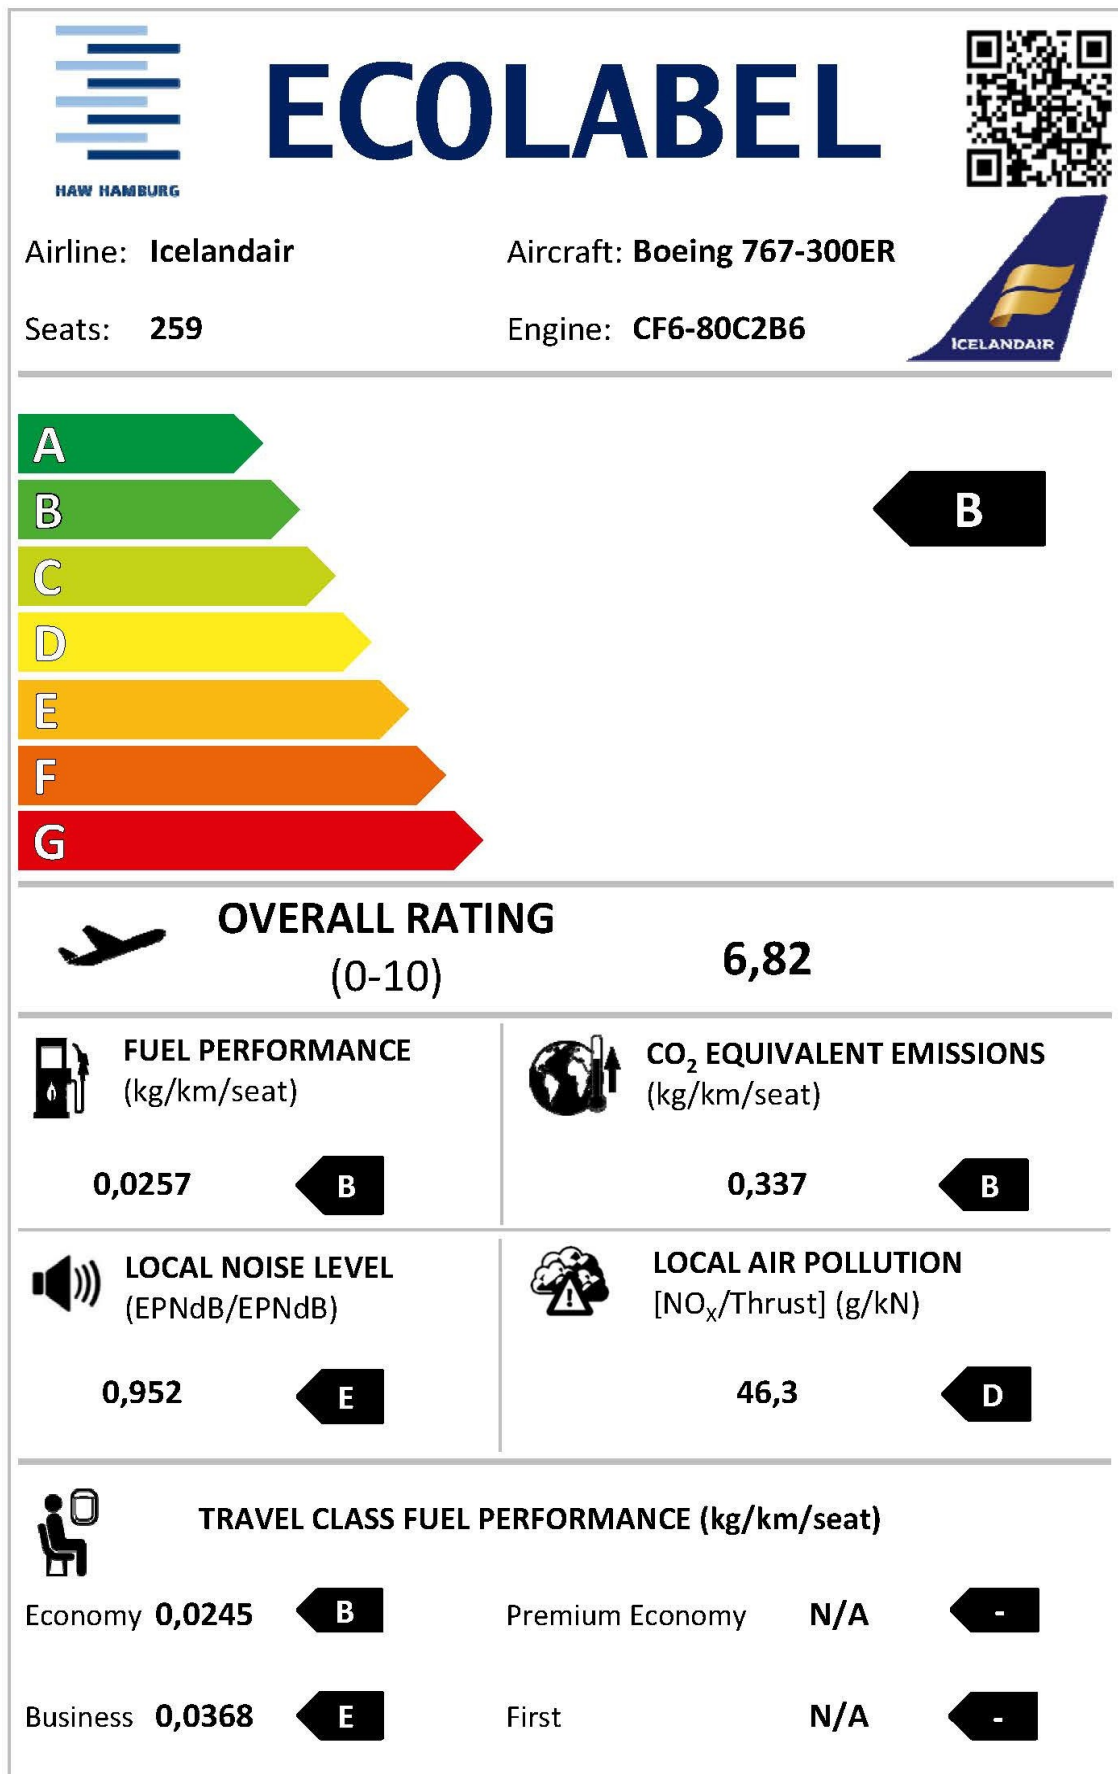 HAW HAMBURG
ECOLABEL
Airline: Icelandair
Aircraft: Boeing 767-300ER
Seats: 259
Engine: CF6-80C2B6
ICELANDAIR
A
B
B
C
D
E
F
G
OVERALL RATING
(0-10)
6,82
FUEL PERFORMANCE
(kg/km/seat)
0,0257 B
CO₂ EQUIVALENT EMISSIONS
(kg/km/seat)
0,337 B
LOCAL NOISE LEVEL
(EPNdB/EPNdB)
0,952 E
LOCAL AIR POLLUTION
[NOₓ/Thrust] (g/kN)
46,3 D
TRAVEL CLASS FUEL PERFORMANCE (kg/km/seat)
Economy 0,0245 B
Premium Economy N/A -
Business 0,0368 E
First N/A -